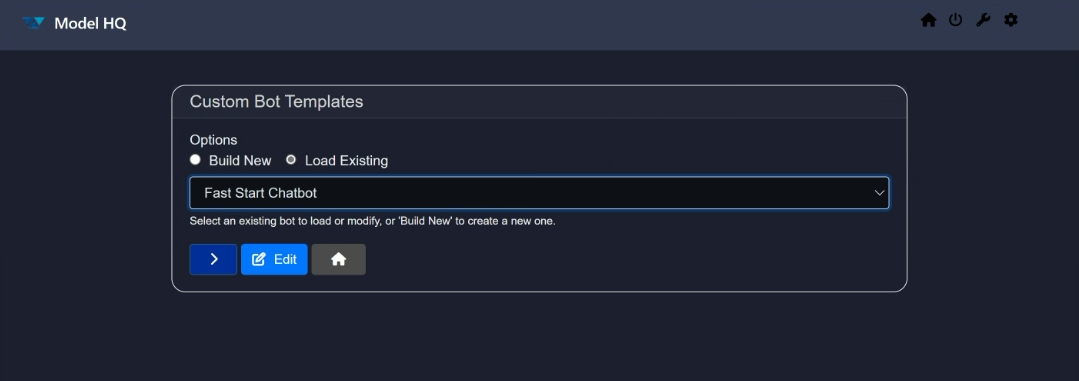 Model HQ
Custom Bot Templates
Options
Build New Load Existing
Fast Start Chatbot
Select an existing bot to load or modify, or 'Build New' to create a new one.
Edit